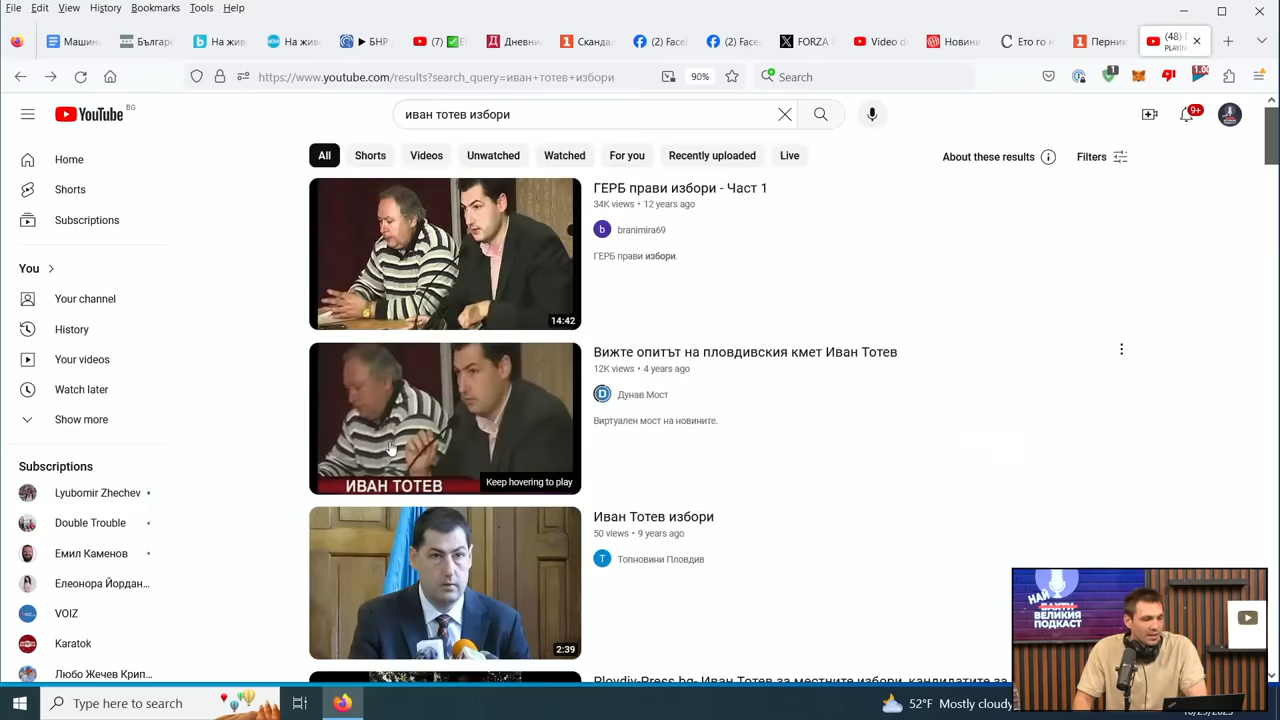 File Edit View History Bookmarks Tools Help
Машин Българ На жив На жив БНР (7) Дневни Сканда (2) Face (2) Face FORZA Video d Новини Ето го Перник (48)
PLAYING
https://www.youtube.com/results?search_query=иван+тотев+избори 90% Search 1 1.00
YouTube BG
иван тотев избори
9+
All Shorts Videos Unwatched Watched For you Recently uploaded Live About these results Filters
Home
Shorts
Subscriptions
You
Your channel
History
Your videos
Watch later
Show more
Subscriptions
Lyubomir Zhechev
Double Trouble
Емил Каменов
Елеонора Йордан...
VOIZ
Karatok
Любо Жечев Крип...
14:42
ГЕРБ прави избори - Част 1
34K views • 12 years ago
b branimira69
ГЕРБ прави избори.
ИВАН ТОТЕВ
Keep hovering to play
Вижте опитът на пловдивския кмет Иван Тотев
12K views • 4 years ago
Дунав Мост
Виртуален мост на новините.
2:39
Иван Тотев избори
50 views • 9 years ago
Т Топновини Пловдив
Plovdiv-Press.bg- Иван Тотев за местните избори, кандидатите за
НАЙ
БАХТИ
ВЕЛИКИЯ
ПОДКАСТ
Type here to search
52°F Mostly cloudy